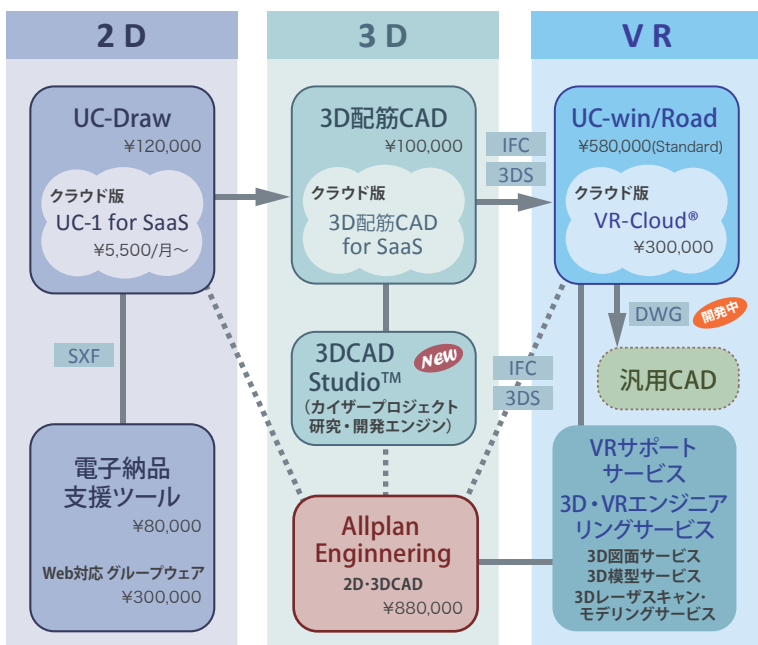 2 D
UC-Draw
¥120,000
クラウド版
UC-1 for SaaS
¥5,500/月～
SXF
電子納品
支援ツール
¥80,000
Web対応 グループウェア
¥300,000
3 D
3D配筋CAD
¥100,000
クラウド版
3D配筋CAD
for SaaS
3DCAD
Studio™
NEW
(カイザープロジェクト
研究・開発エンジン)
Allplan
Enginnering
2D・3DCAD
¥880,000
IFC
3DS
IFC
3DS
V R
UC-win/Road
¥580,000(Standard)
クラウド版
VR-Cloud®
¥300,000
DWG
開発中
汎用CAD
VRサポート
サービス
3D・VRエンジニア
リングサービス
3D図面サービス
3D模型サービス
3Dレーザスキャン・
モデリングサービス